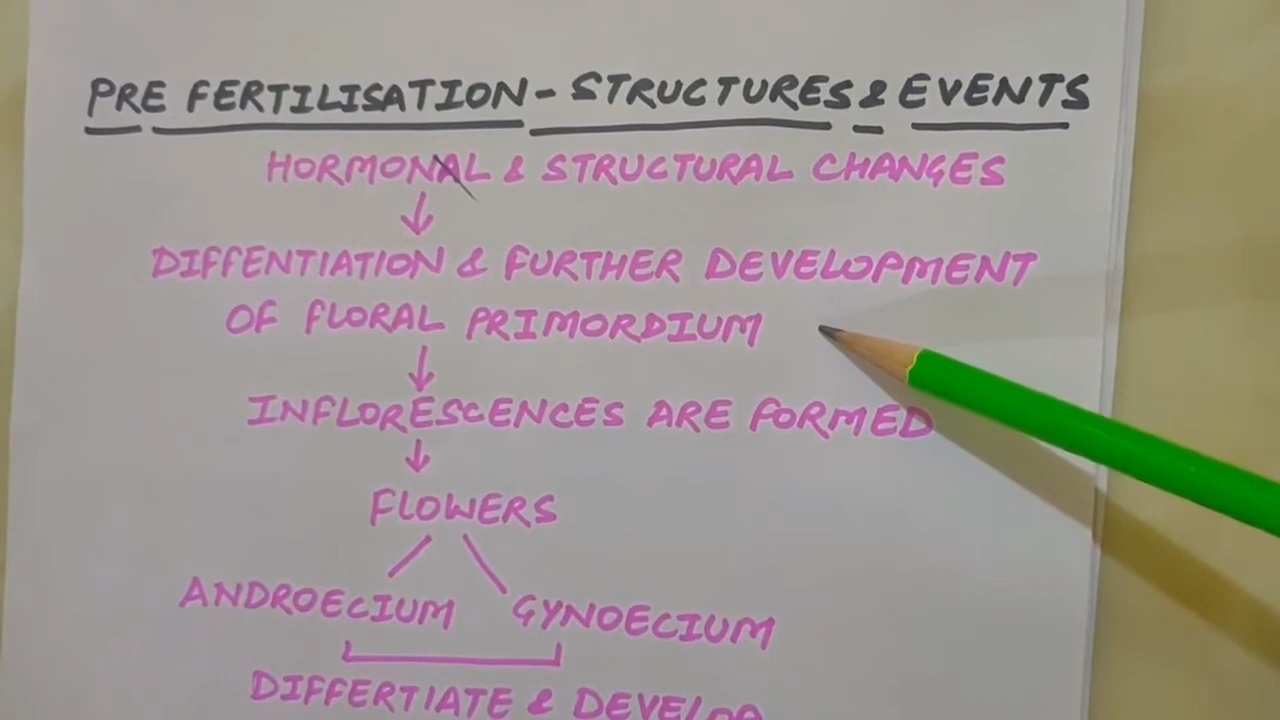 PRE FERTILISATION - STRUCTURES & EVENTS
HORMONAL & STRUCTURAL CHANGES
DIFFENTIATION & FURTHER DEVELOPMENT
OF FLORAL PRIMORDIUM
INFLORESCENCES ARE FORMED
FLOWERS
ANDROECIUM GYNOECIUM
DIFFERTIATE &